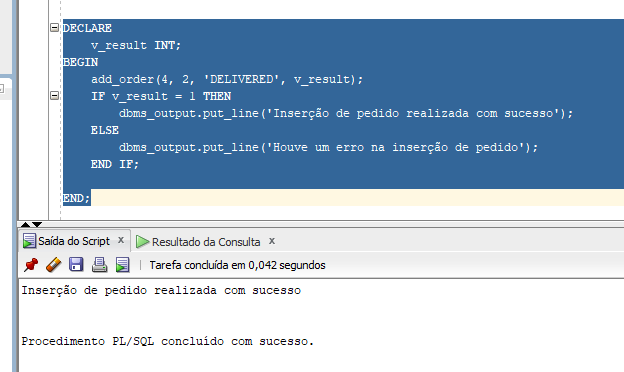 DECLARE
v_result INT;
BEGIN
add_order(4, 2, 'DELIVERED', v_result);
IF v_result = 1 THEN
dbms_output.put_line('Inserção de pedido realizada com sucesso');
ELSE
dbms_output.put_line('Houve um erro na inserção de pedido');
END IF;
END;
Saída do Script x Resultado da Consulta x
Tarefa concluída em 0,042 segundos
Inserção de pedido realizada com sucesso
Procedimento PL/SQL concluído com sucesso.